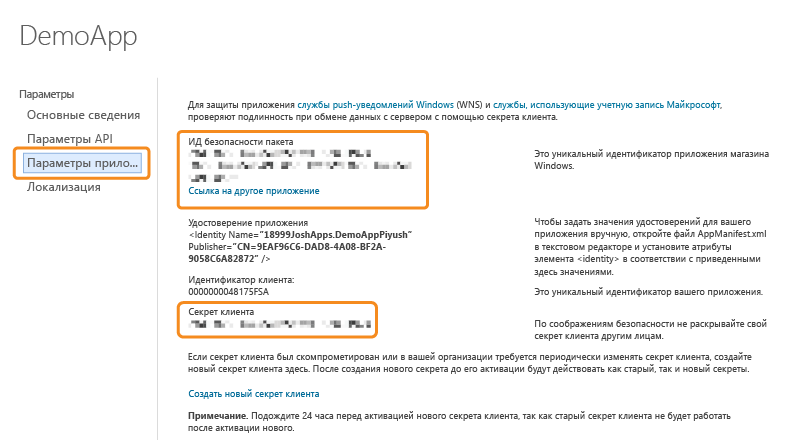 DemoApp
Параметры
Основные сведения
Параметры API
Параметры прило...
Локализация
Для защиты приложения службы push-уведомлений Windows (WNS) и службы, использующие учетную запись Майкрософт,
проверяют подлинность при обмене данных с сервером с помощью секрета клиента.
ИД безопасности пакета
Ссылка на другое приложение
Это уникальный идентификатор приложения магазина
Windows.
Удостоверение приложения
<Identity Name="18999JoshApps.DemoAppPiyush"
Publisher="CN=9EAF96C6-DAD8-4A08-BF2A-
9058C6A82872" />
Чтобы задать значения удостоверений для вашего
приложения вручную, откройте файл AppManifest.xml
в текстовом редакторе и установите атрибуты
элемента <identity> в соответствии с приведенными
здесь значениями.
Идентификатор клиента:
0000000048175FSA
Это уникальный идентификатор вашего приложения.
Секрет клиента
По соображениям безопасности не раскрывайте свой
секрет клиента другим лицам.
Если секрет клиента был скомпрометирован или в вашей организации требуется периодически изменять секрет клиента, создайте
новый секрет клиента здесь. После создания нового секрета до его активации будут действовать как старый, так и новый секреты.
Создать новый секрет клиента
Примечание. Подождите 24 часа перед активацией нового секрета клиента, так как старый секрет клиента не будет работать
после активации нового.